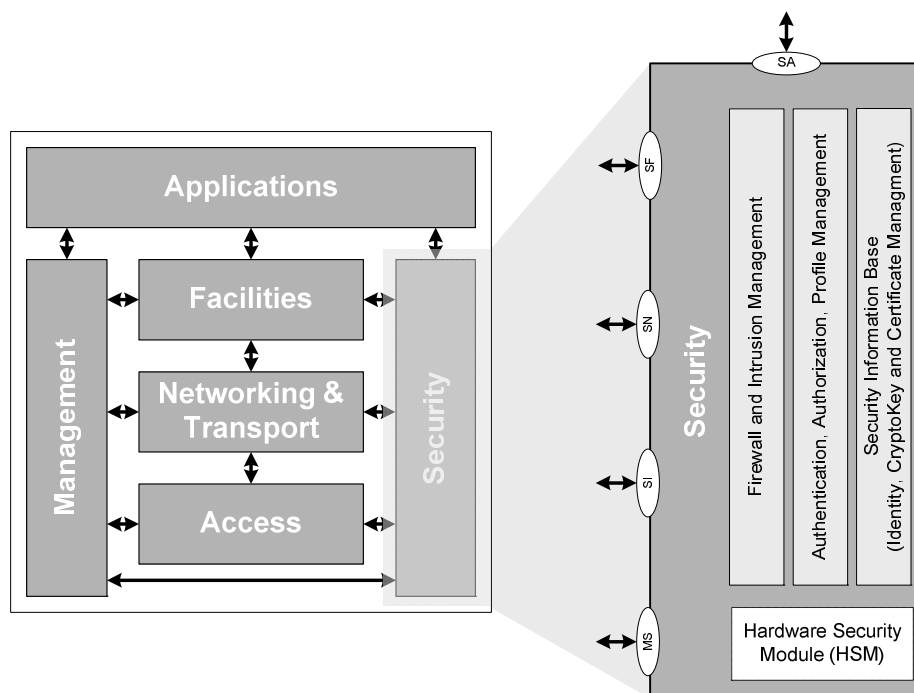 Applications
Facilities
Networking &
Transport
Access
Management
Security
SA
SF
SN
SI
MS
Security
Firewall and Intrusion Management
Authentication, Authorization, Profile Management
Security Information Base
(Identity, CryptoKey and Certificate Managment)
Hardware Security
Module (HSM)